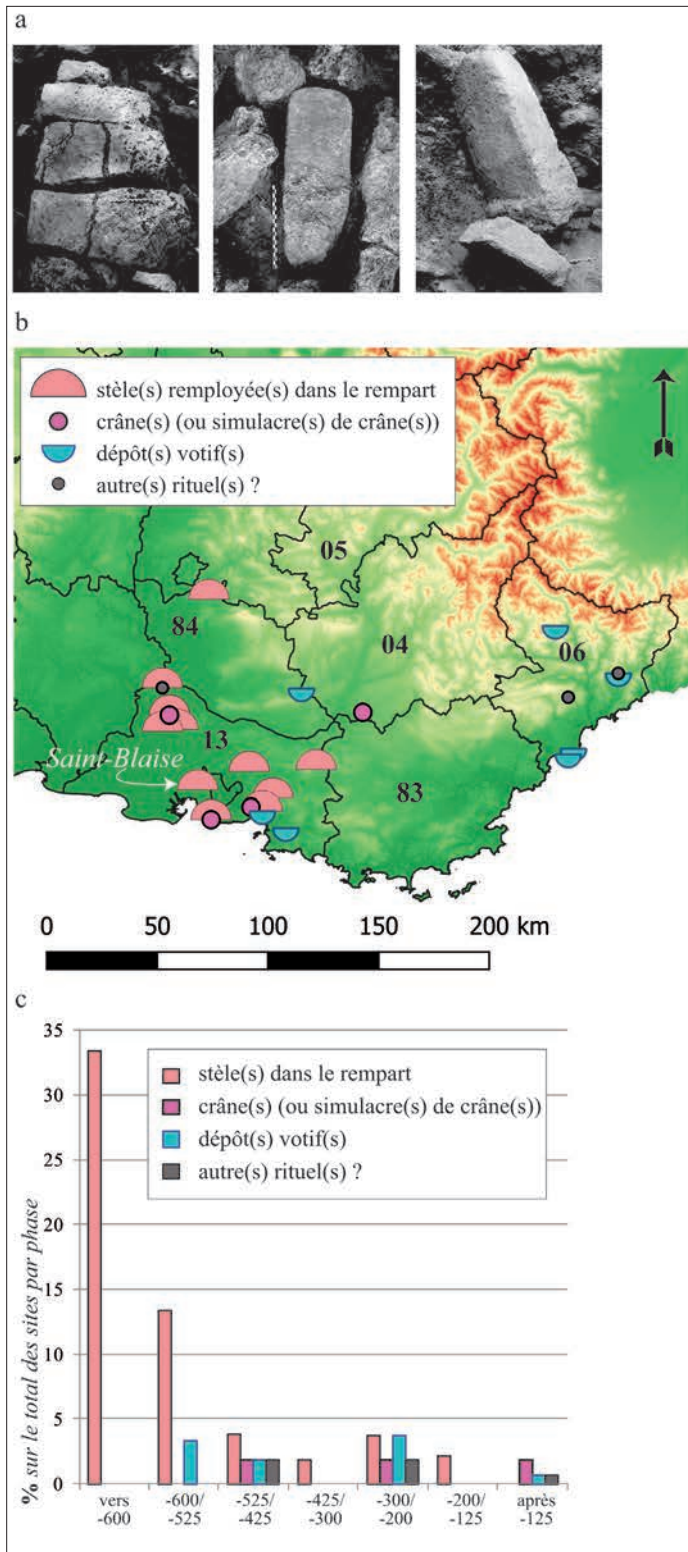 a
b
stèle(s) remployée(s) dans le rempart
crâne(s) (ou simulacre(s) de crâne(s))
dépôt(s) votif(s)
autre(s) rituel(s) ?
05
84
04
06
13
Saint-Blaise
83
0 50 100 150 200 km
c
35
30
25
20
15
10
5
0
% sur le total des sites par phase
stèle(s) dans le rempart
crâne(s) (ou simulacre(s) de crâne(s))
dépôt(s) votif(s)
autre(s) rituel(s) ?
vers -600/ -525/ -425/ -300/ -200/ après
-600 -525 -425 -300 -200 -125 -125